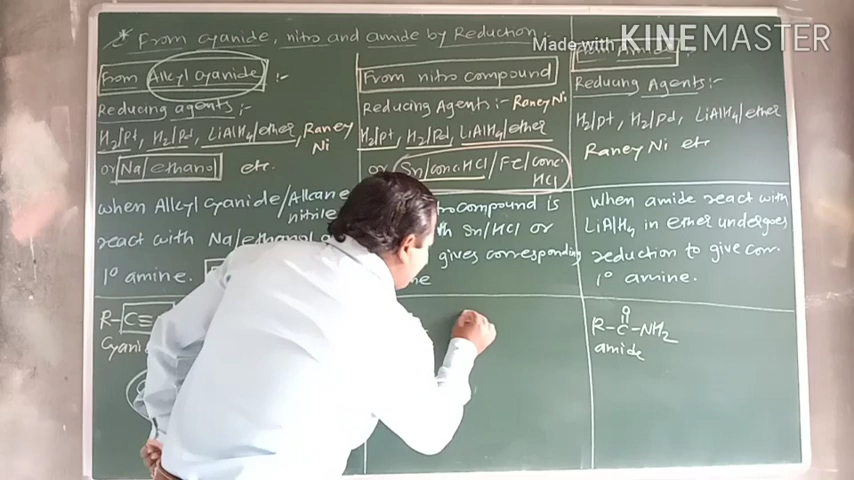 From cyanide, nitro and amide by Reduction:
Made with KINEMASTER
From Alkyl cyanide :-
Reducing agents :-
H2/pt, H2/pd, LiAlH4/ether, Raney Ni
or Na/ethanol etc.
when Alkyl cyanide/Alkane nitrile
react with Na/ethanol
1° amine.
R-C≡
Cyani
From nitro compound
Reducing Agents :- Raney Ni
H2/pt, H2/pd, LiAlH4/ether
or Sn/conc.HCl/Fe/conc. HCl
compound is
Sn/HCl or
gives corresponding
Reducing Agents :-
H2/pt, H2/pd, LiAlH4/ether
Raney Ni etc
When amide react with
LiAlH4 in ether undergoes
reduction to give corr.
1° amine.
O
R-C-NH2
amide